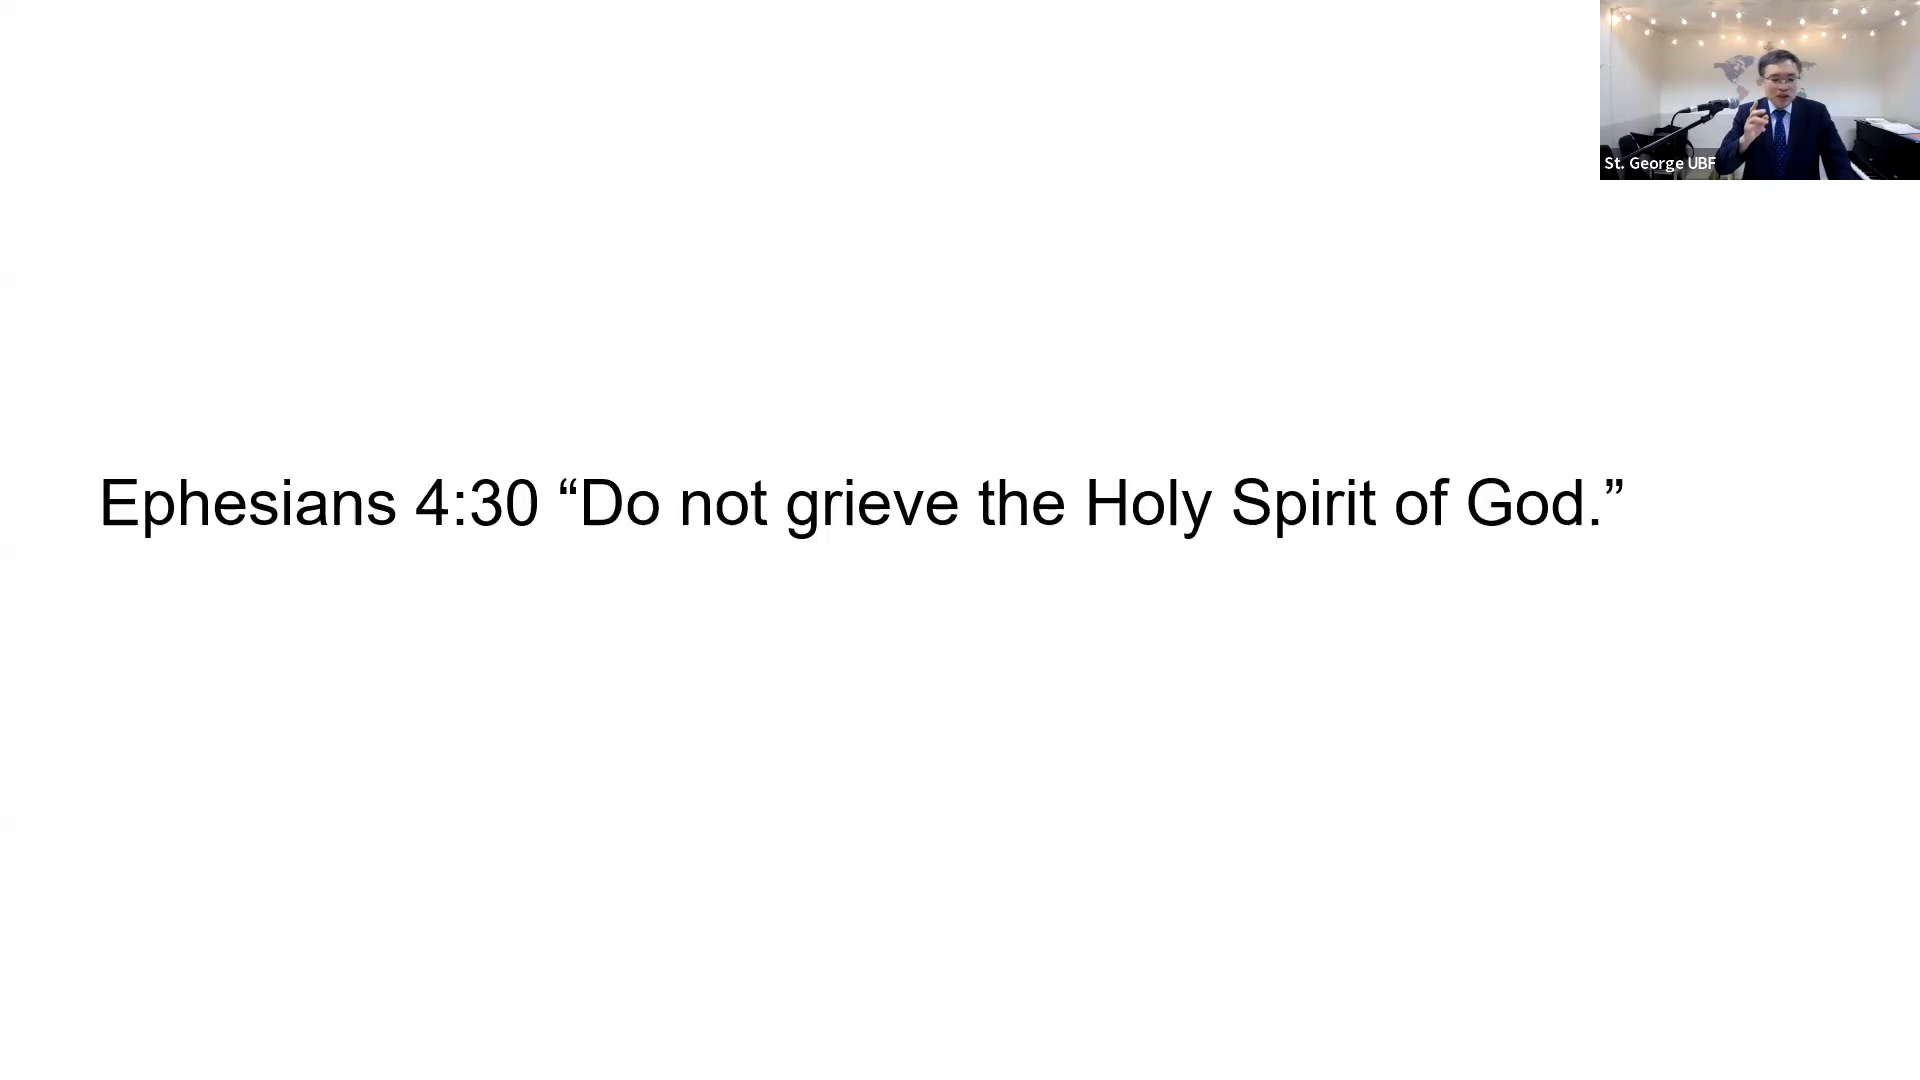 St. George UBF
Ephesians 4:30 “Do not grieve the Holy Spirit of God.”